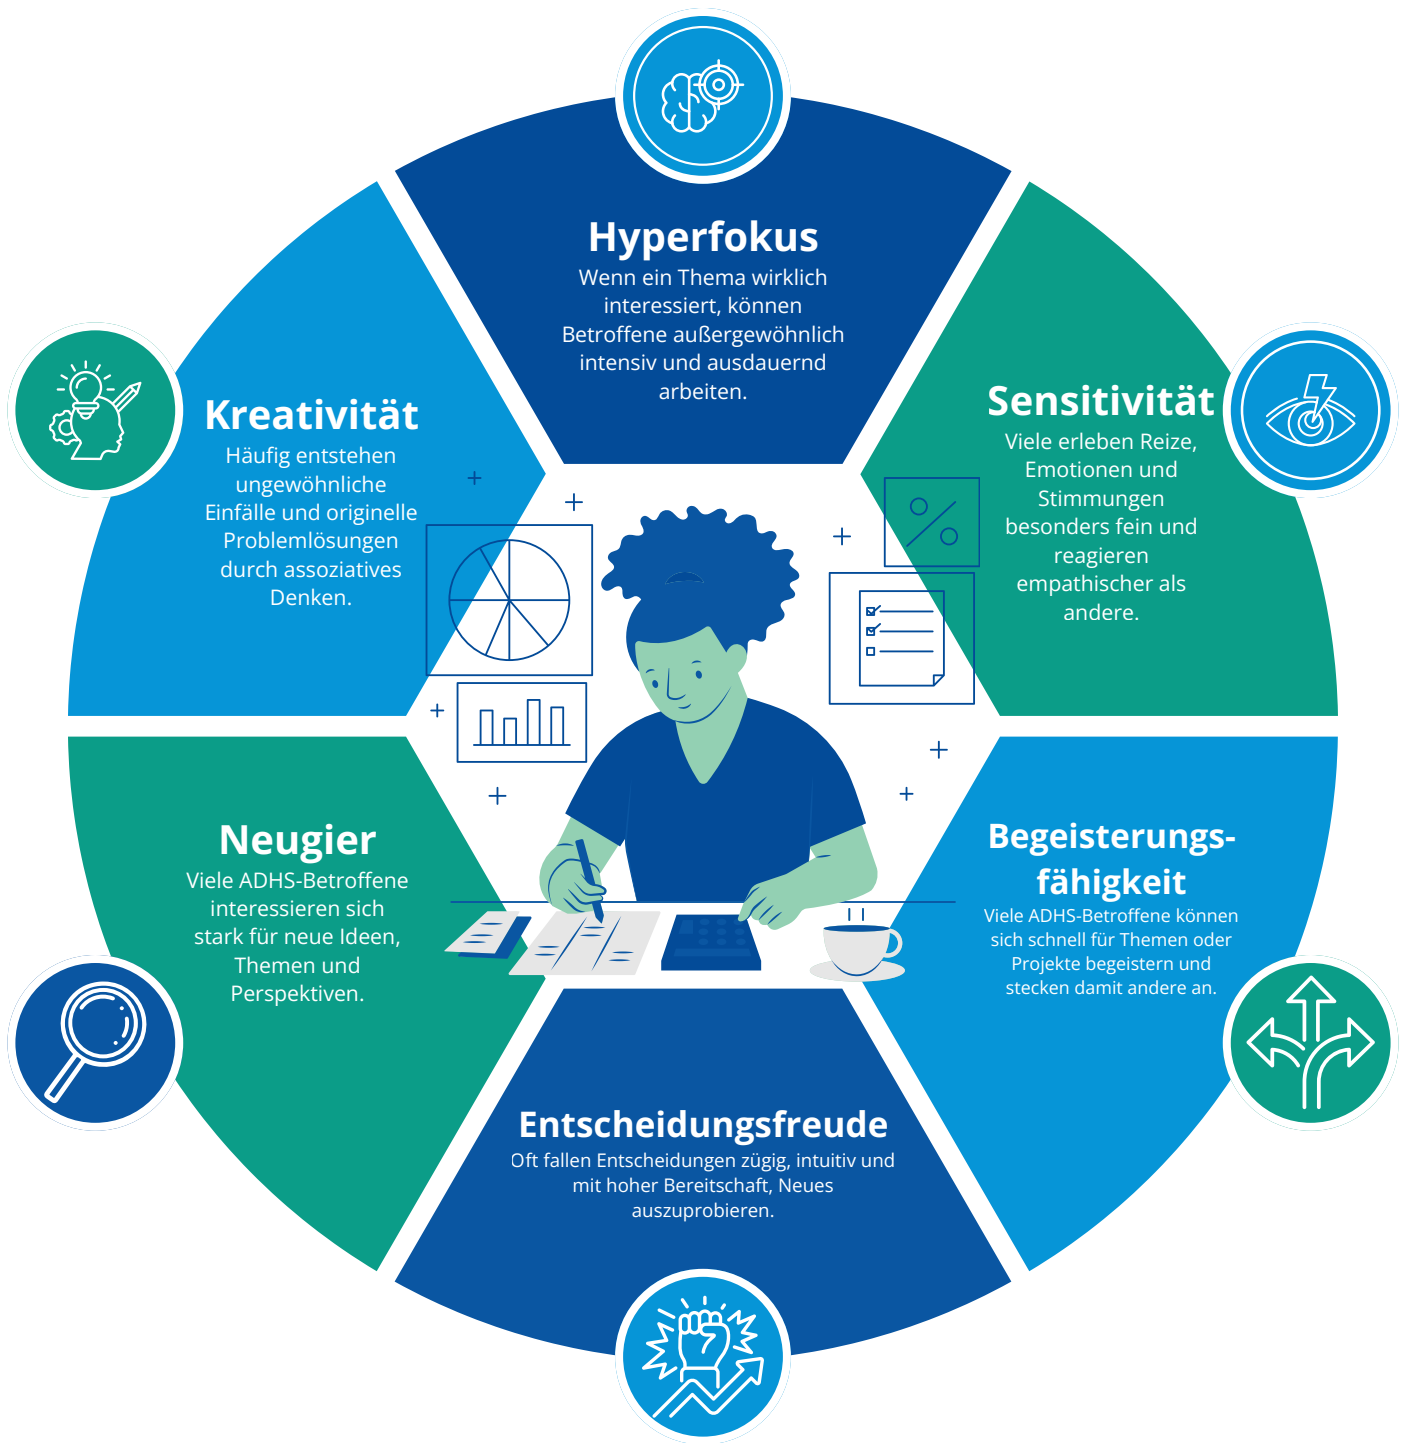 Hyperfokus
Wenn ein Thema wirklich
interessiert, können
Betroffene außergewöhnlich
intensiv und ausdauernd
arbeiten.
Sensitivität
Viele erleben Reize,
Emotionen und
Stimmungen
besonders fein und
reagieren
empathischer als
andere.
Begeisterungs-
fähigkeit
Viele ADHS-Betroffene können
sich schnell für Themen oder
Projekte begeistern und
stecken damit andere an.
Entscheidungsfreude
Oft fallen Entscheidungen zügig, intuitiv und
mit hoher Bereitschaft, Neues
auszuprobieren.
Neugier
Viele ADHS-Betroffene
interessieren sich
stark für neue Ideen,
Themen und
Perspektiven.
Kreativität
Häufig entstehen
ungewöhnliche
Einfälle und originelle
Problemlösungen
durch assoziatives
Denken.